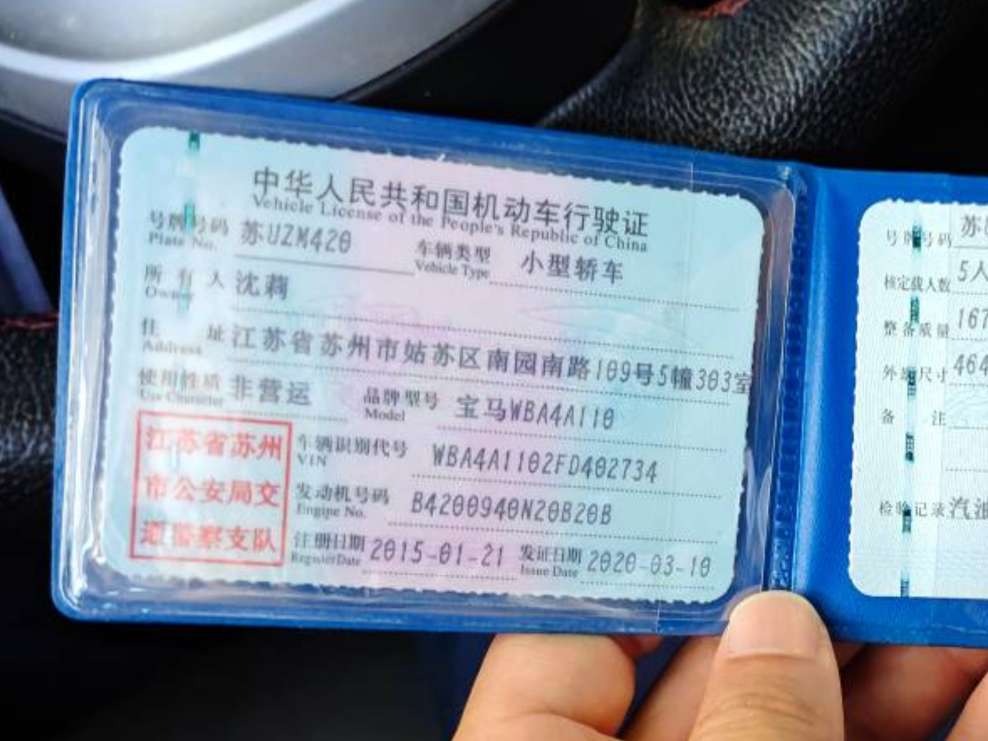 中华人民共和国机动车行驶证
Vehicle License of the People's Republic of China
号牌号码 苏UZM420 车辆类型 小型轿车
Plate No. Vehicle Type
所有人 沈莉
Owner
住址 江苏省苏州市姑苏区南园南路109号5幢303室
Address
使用性质 非营运 品牌型号 宝马WBA4A110
Use Character Model
江苏省苏州
市公安局交
道警察支队
车辆识别代号 WBA4A1102FD402734
VIN
发动机号码 B4200940N20B20B
Engine No.
注册日期 2015-01-21 发证日期 2020-03-10
Register Date Issue Date
号牌号码 苏
核定载人数 5人
整备质量 167
外廓尺寸 464
备注
检验记录 汽油